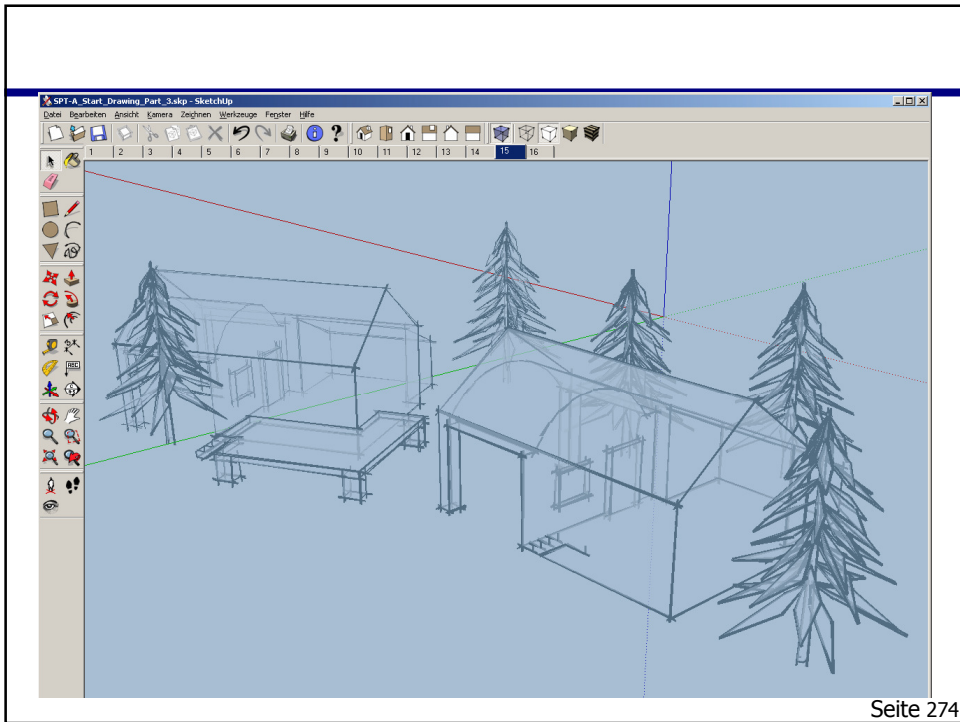 SPT-A_Start_Drawing_Part_3.skp - SketchUp
Datei Bearbeiten Ansicht Kamera Zeichnen Werkzeuge Fenster Hilfe
1 2 3 4 5 6 7 8 9 10 11 12 13 14 15 16
ABC
Seite 274